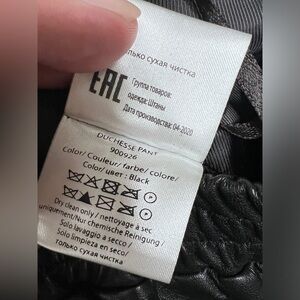 только сухая чистка
EAC
Группа товаров:
одежда: Штаны
Дата производства: 04-2020
DUCHESSE PANT
900926
Color/ Couleur/ farbe/ colore/
Color/ цвет : Black
Dry clean only / nettoyage à sec
uniquement/ Nur chemische Reinigung /
Solo lavaggio a secco /
Solo limpieza en seco/
только сухая чистка